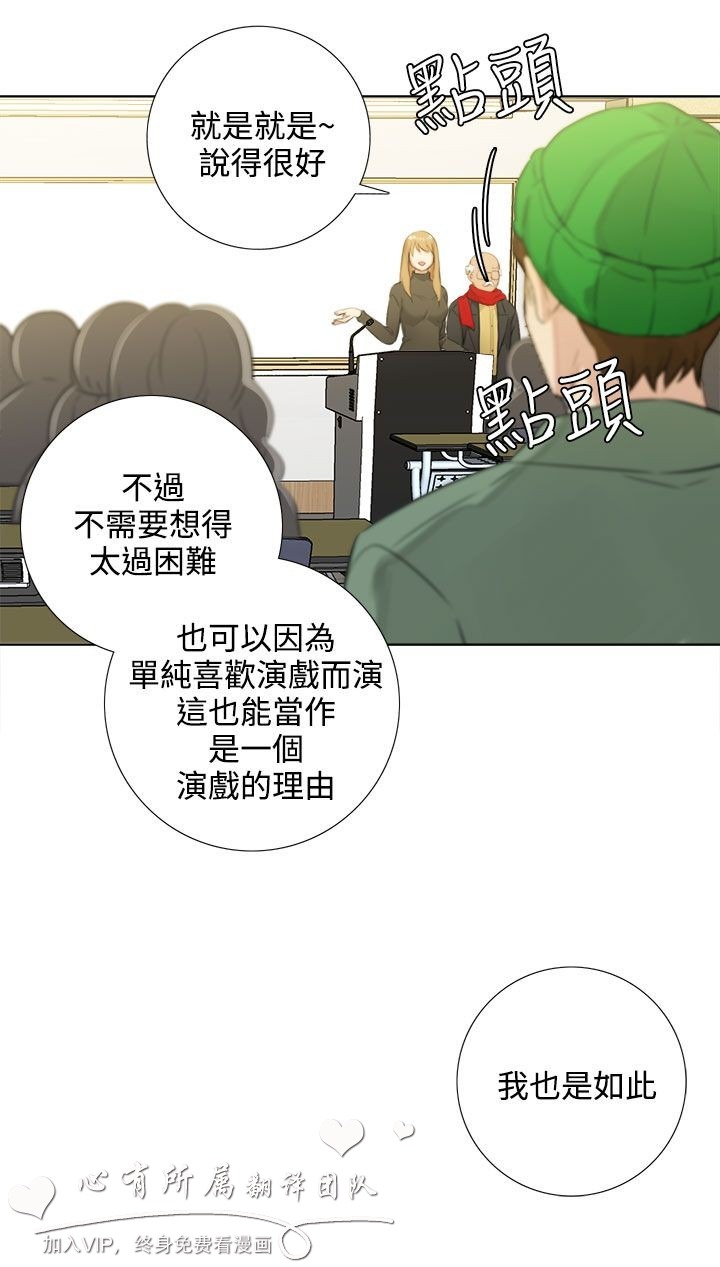 就是就是~
說得很好
點頭
點頭
不過
不需要想得
太過困難
也可以因為
單純喜歡演戲而演
這也能當作
是一個
演戲的理由
我也是如此
心有所属翻译团队
加入VIP，终身免费看漫画